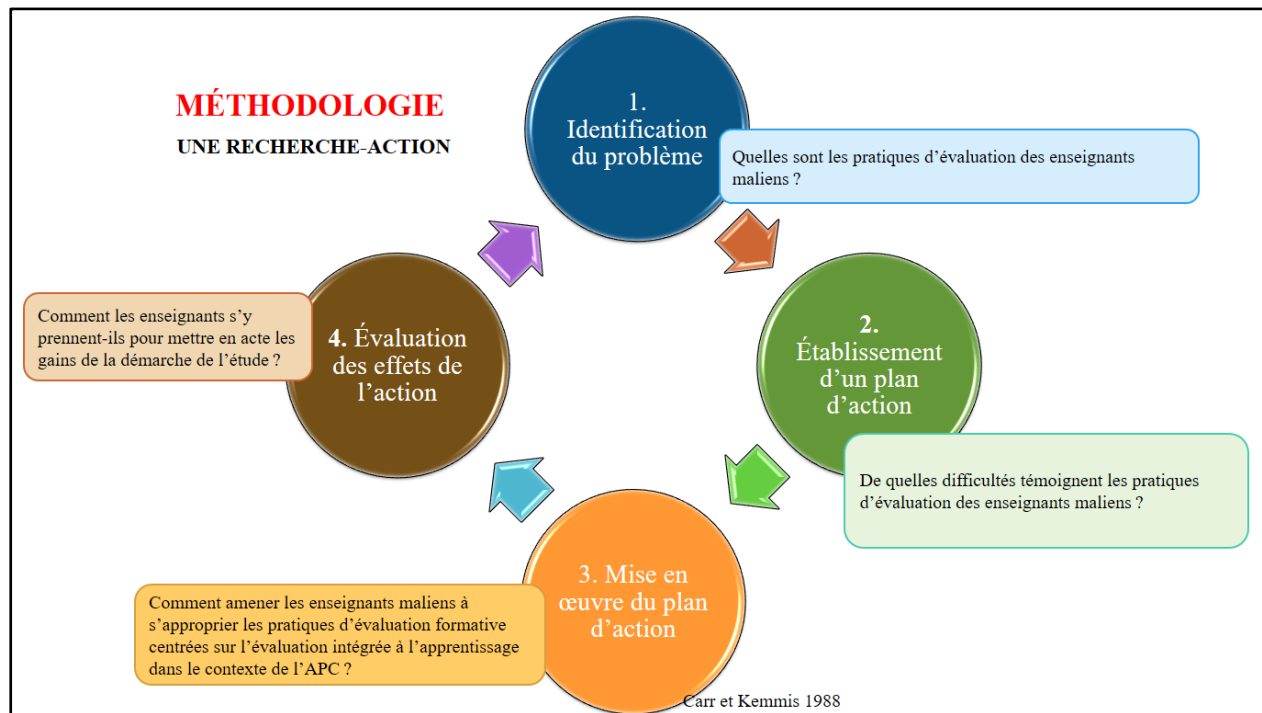 MÉTHODOLOGIE
UNE RECHERCHE-ACTION
1.
Identification
du problème
Quelles sont les pratiques d’évaluation des enseignants
maliens ?
2.
Établissement
d’un plan
d’action
De quelles difficultés témoignent les pratiques
d’évaluation des enseignants maliens ?
3. Mise en
œuvre du plan
d’action
Comment amener les enseignants maliens à
s’approprier les pratiques d’évaluation formative
centrées sur l’évaluation intégrée à l’apprentissage
dans le contexte de l’APC ?
4. Évaluation
des effets de
l’action
Comment les enseignants s’y
prennent-ils pour mettre en acte les
gains de la démarche de l’étude ?
Carr et Kemmis 1988